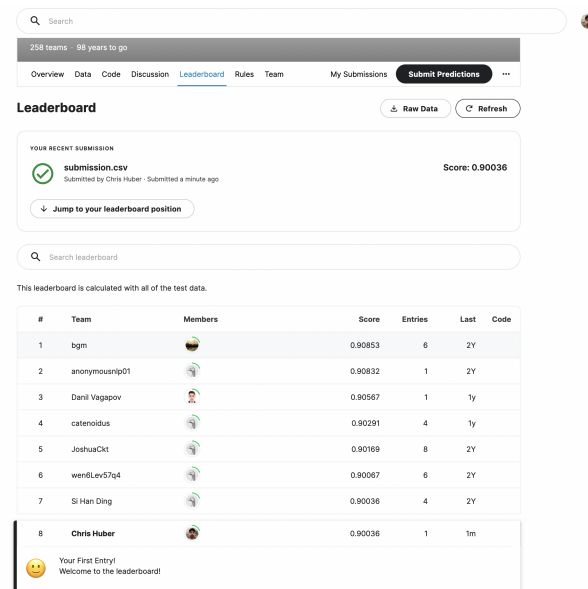 Search
258 teams · 98 years to go
Overview Data Code Discussion Leaderboard Rules Team My Submissions Submit Predictions ...
Leaderboard Raw Data Refresh
YOUR RECENT SUBMISSION
submission.csv Score: 0.90036
Submitted by Chris Huber · Submitted a minute ago
Jump to your leaderboard position
Search leaderboard
This leaderboard is calculated with all of the test data.
# Team Members Score Entries Last Code
1 bgm 0.90853 6 2Y
2 anonymousnlp01 0.90832 1 2Y
3 Danil Vagapov 0.90567 1 1y
4 catenoidus 0.90291 4 1y
5 JoshuaCkt 0.90169 8 2Y
6 wen6Lev57q4 0.90067 6 2Y
7 Si Han Ding 0.90036 4 2Y
8 Chris Huber 0.90036 1 1m
Your First Entry!
Welcome to the leaderboard!